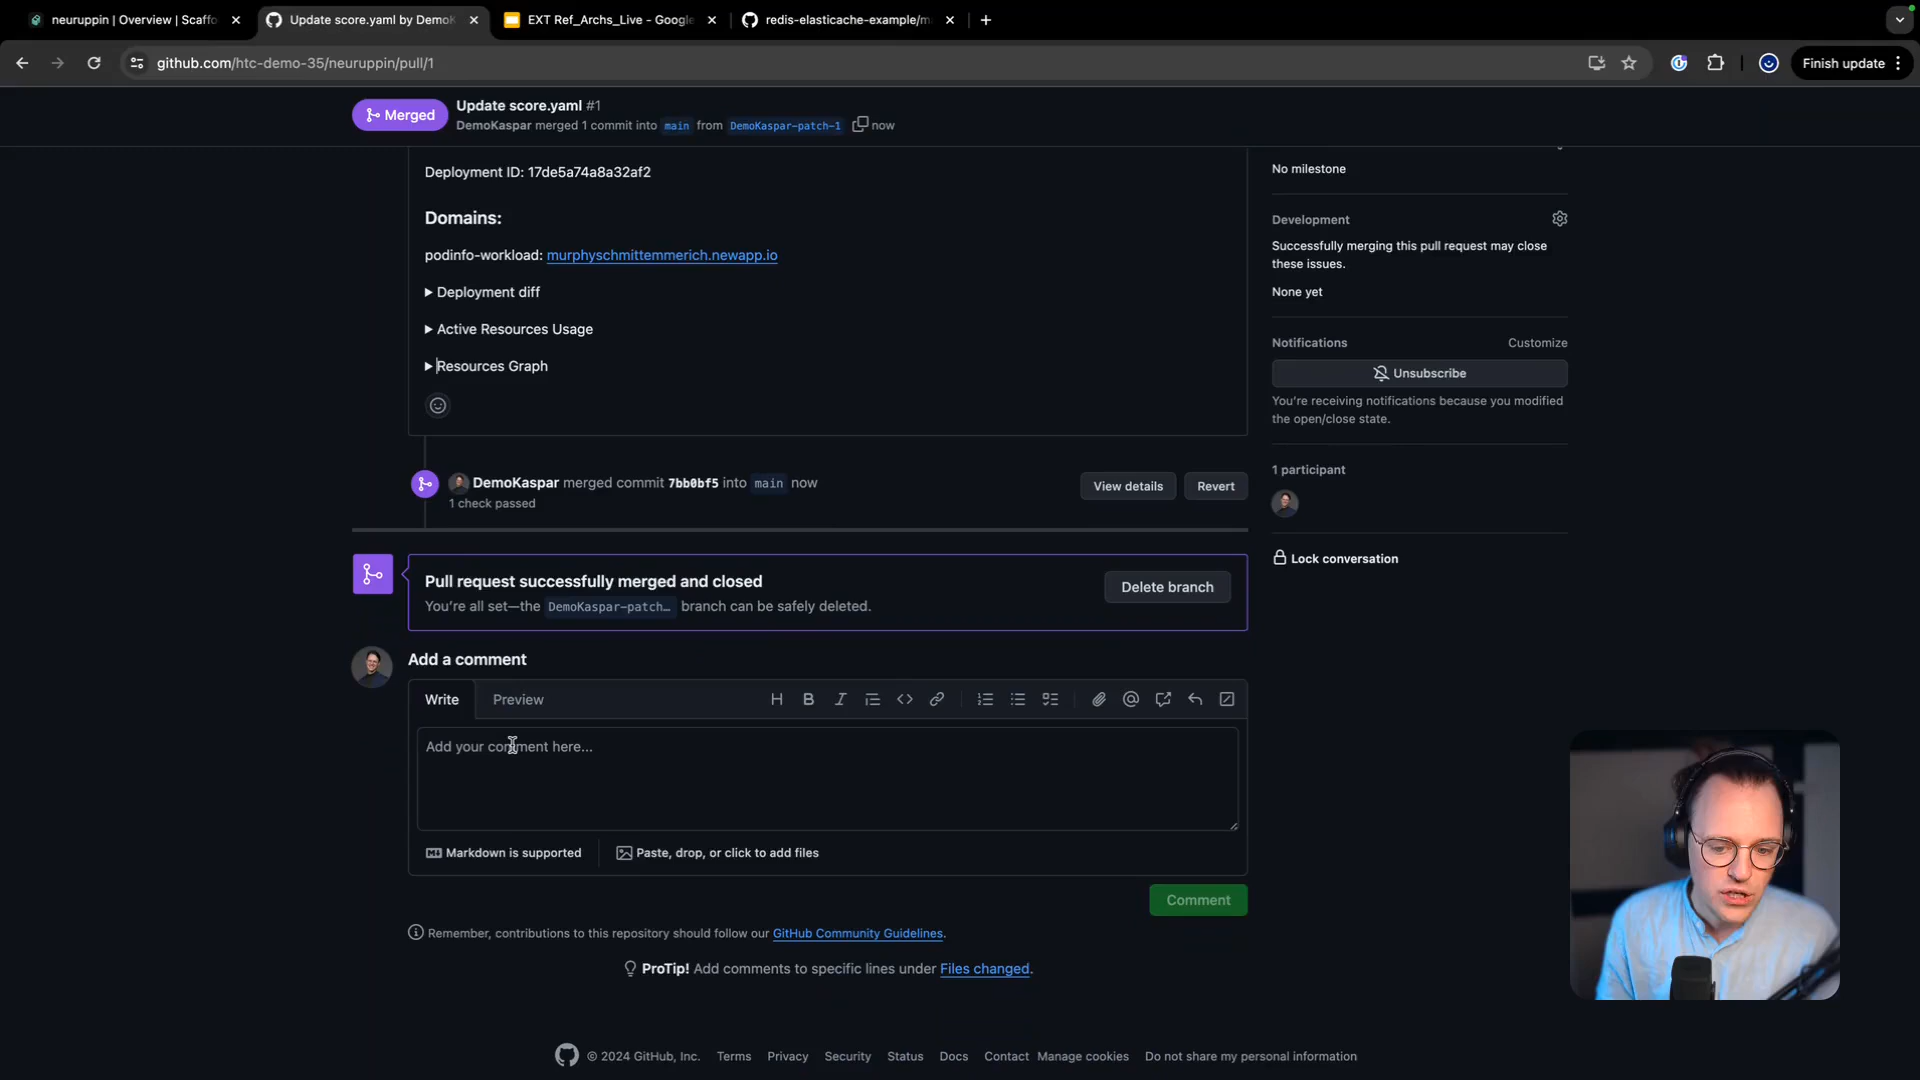 neuruppin | Overview | Scaffo
Update score.yaml by DemoK
EXT Ref_Archs_Live - Google
redis-elasticache-example/m
github.com/htc-demo-35/neuruppin/pull/1
Finish update
Merged
Update score.yaml #1
DemoKaspar merged 1 commit into main from DemoKaspar-patch-1 now
Deployment ID: 17de5a74a8a32af2
Domains:
podinfo-workload: murphyschmittemmerich.newapp.io
Deployment diff
Active Resources Usage
Resources Graph
DemoKaspar merged commit 7bb0bf5 into main now
1 check passed
View details
Revert
Pull request successfully merged and closed
You're all set—the DemoKaspar-patch… branch can be safely deleted.
Delete branch
Add a comment
Write
Preview
Add your comment here...
Markdown is supported
Paste, drop, or click to add files
Comment
Remember, contributions to this repository should follow our GitHub Community Guidelines.
ProTip! Add comments to specific lines under Files changed.
No milestone
Development
Successfully merging this pull request may close
these issues.
None yet
Notifications
Customize
Unsubscribe
You're receiving notifications because you modified
the open/close state.
1 participant
Lock conversation
© 2024 GitHub, Inc. Terms Privacy Security Status Docs Contact Manage cookies Do not share my personal information